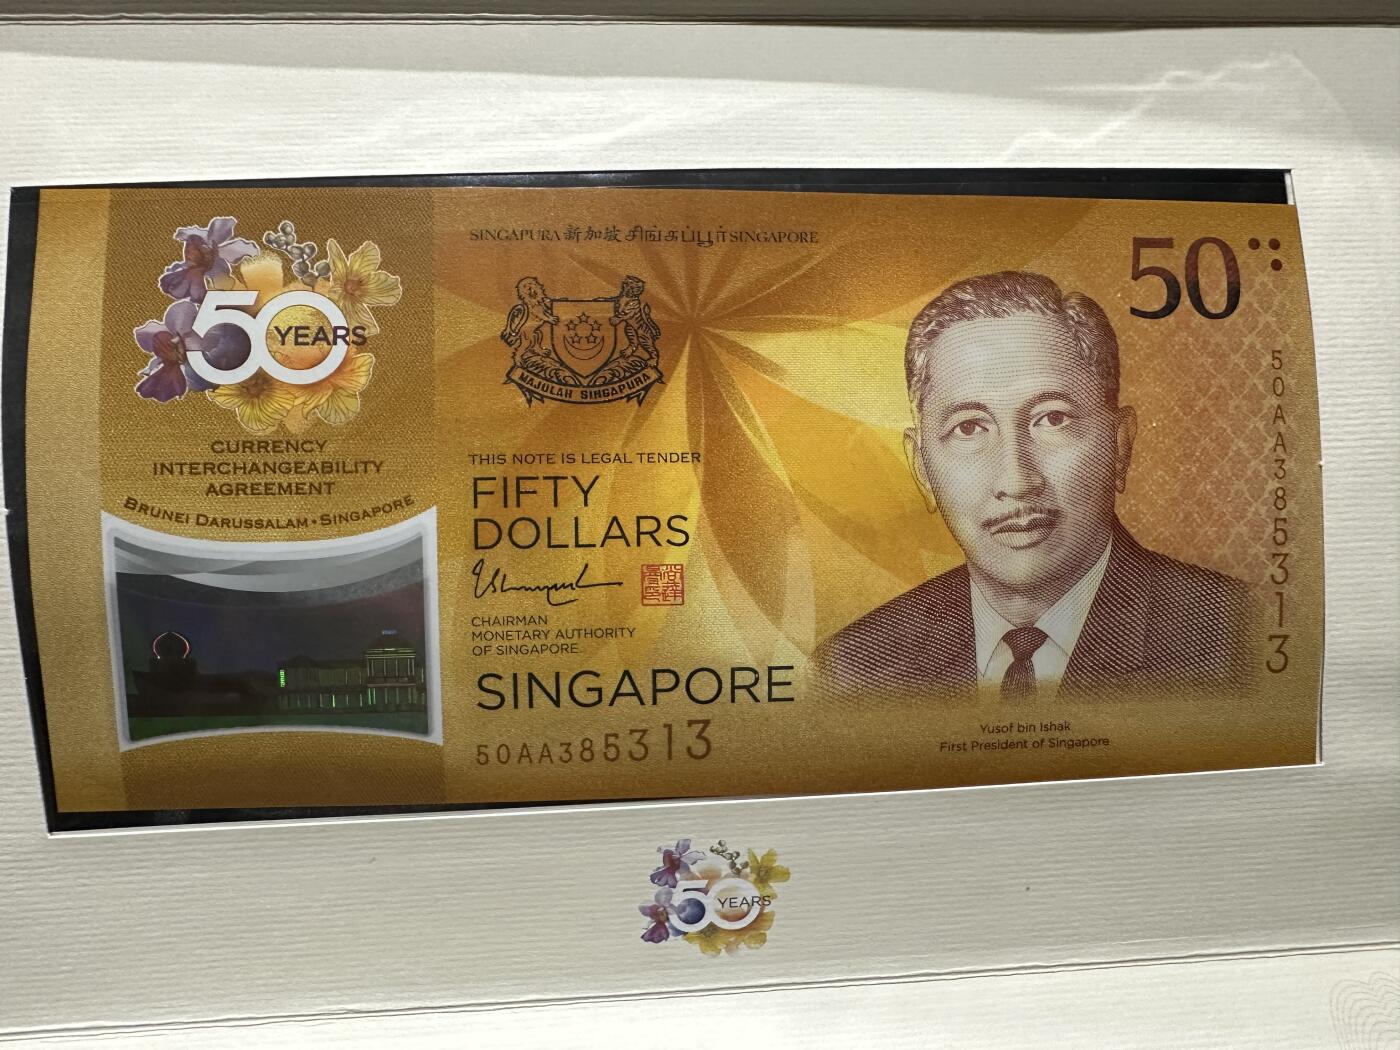 SINGAPURA 新加坡 சிங்கப்பூர் SINGAPORE
50
50 YEARS
MAJULAH SINGAPURA
CURRENCY
INTERCHANGEABILITY
AGREEMENT
BRUNEI DARUSSALAM • SINGAPORE
THIS NOTE IS LEGAL TENDER
FIFTY
DOLLARS
CHAIRMAN
MONETARY AUTHORITY
OF SINGAPORE
SINGAPORE
50AA385313
50AA385313
Yusof bin Ishak
First President of Singapore
50 YEARS